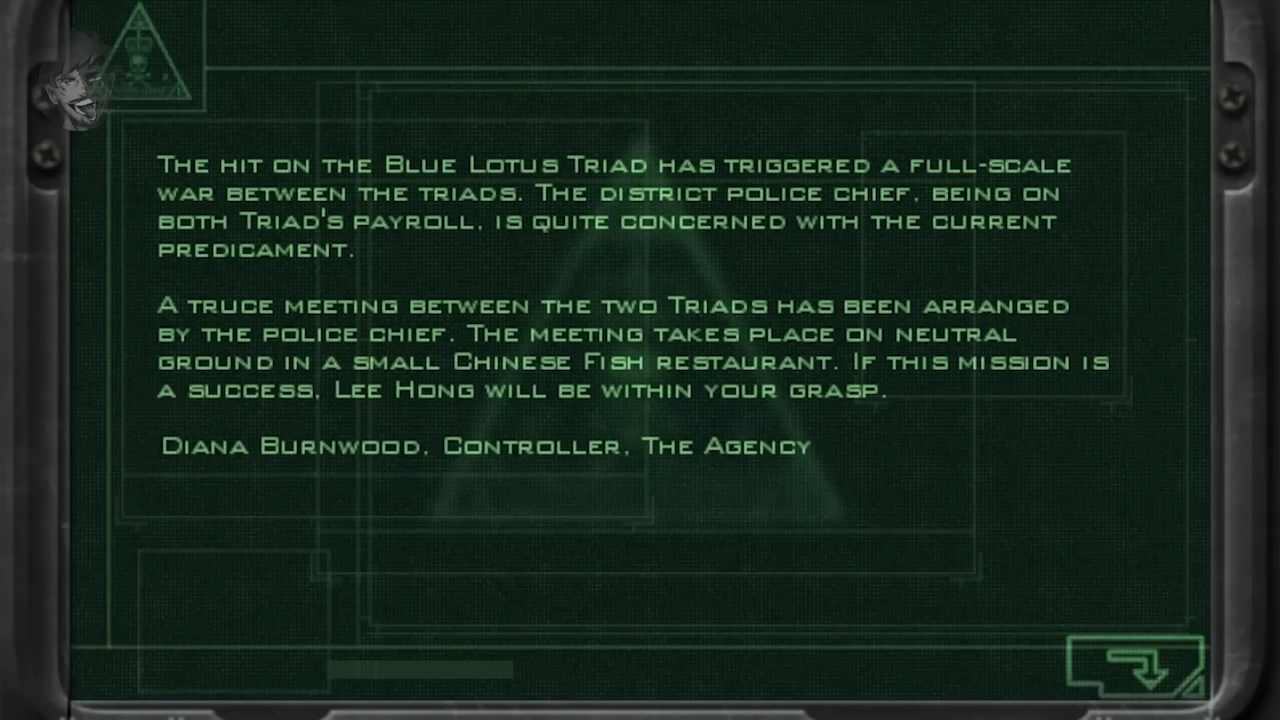 The hit on the Blue Lotus Triad has triggered a full-scale
war between the triads. The district police chief, being on
both Triad's payroll, is quite concerned with the current
predicament.
A truce meeting between the two Triads has been arranged
by the police chief. The meeting takes place on neutral
ground in a small Chinese Fish restaurant. If this mission is
a success, Lee Hong will be within your grasp.
Diana Burnwood, Controller, The Agency